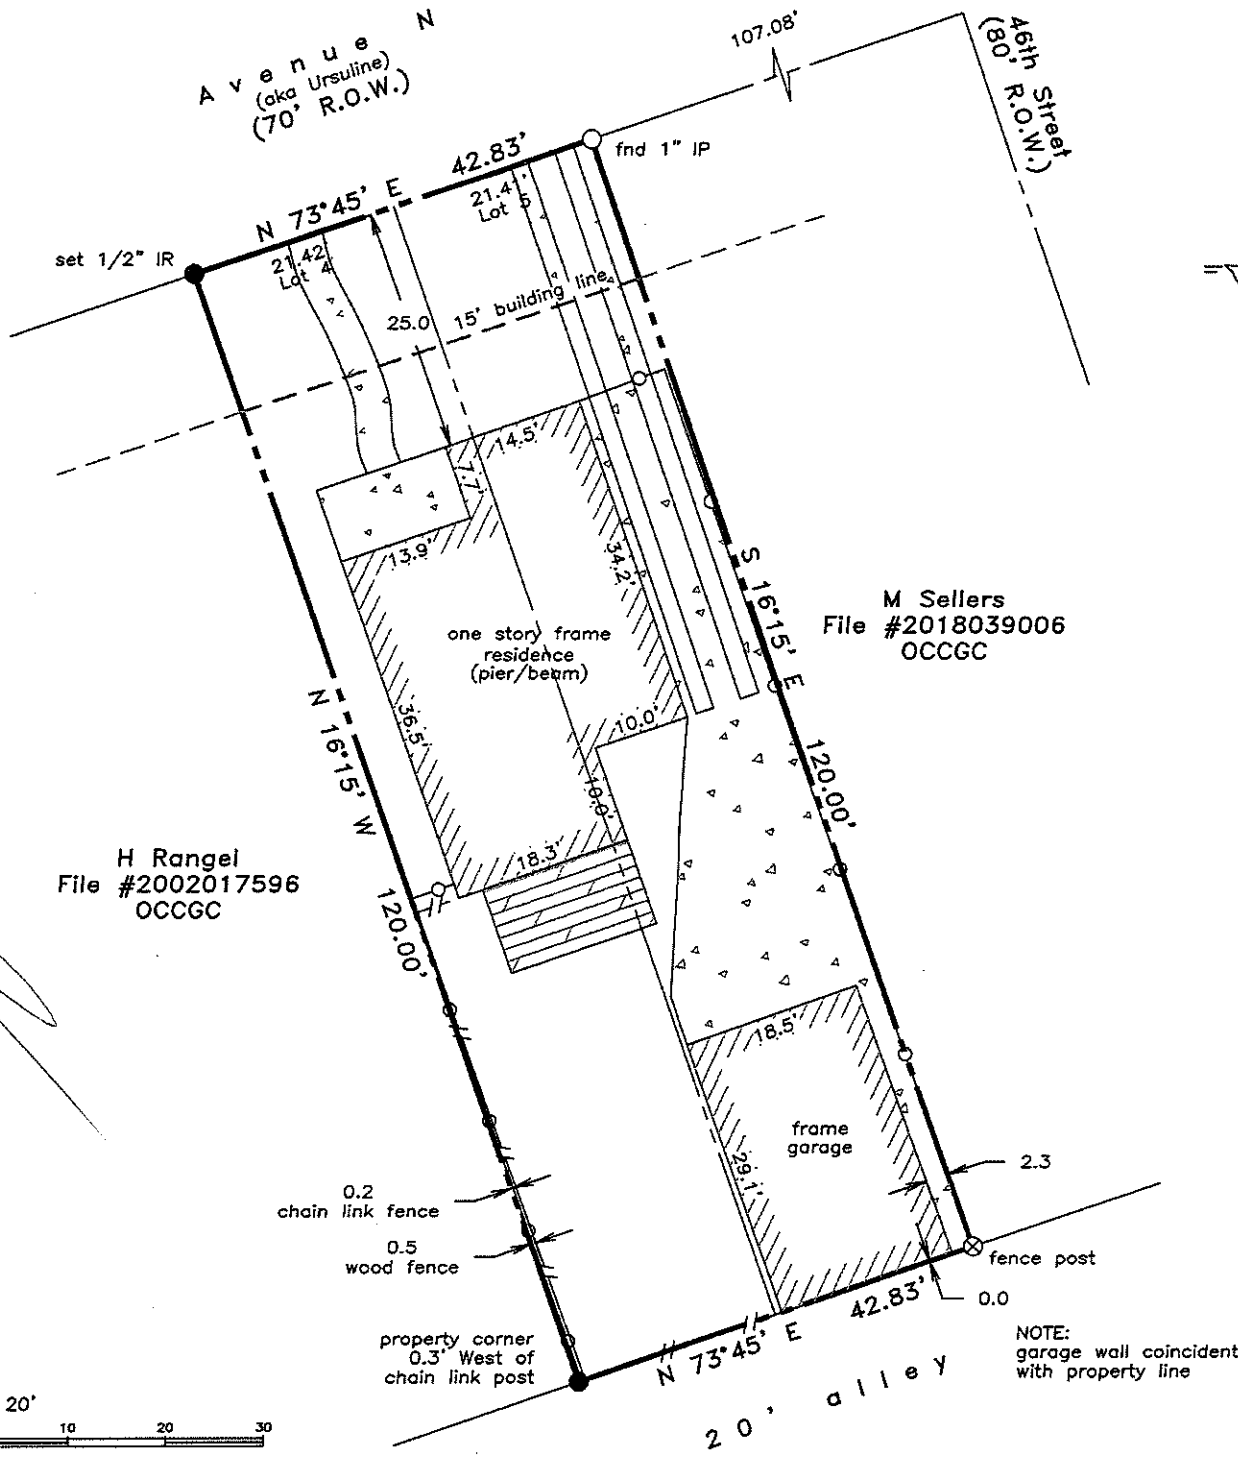 Avenue N
(aka Ursuline)
(70' R.O.W.)
107.08'
46th Street
(80' R.O.W.)
fnd 1" IP
N 73°45' E 42.83'
21.41'
Lot 5
set 1/2" IR
21.42'
Lot 4
25.0
15' building line
14.5'
7.7'
13.9'
34.2'
S 16°15' E 120.00'
M Sellers
File #2018039006
OCCGC
one story frame
residence
(pier/beam)
36.5'
10.0'
10.0'
18.3'
N 16°15' W 120.00'
H Rangel
File #2002017596
OCCGC
18.5'
frame
garage
29.1'
2.3
0.2
chain link fence
0.5
wood fence
fence post
0.0
N 73°45' E 42.83'
property corner
0.3' West of
chain link post
NOTE:
garage wall coincident
with property line
20' alley
20'
10 20 30